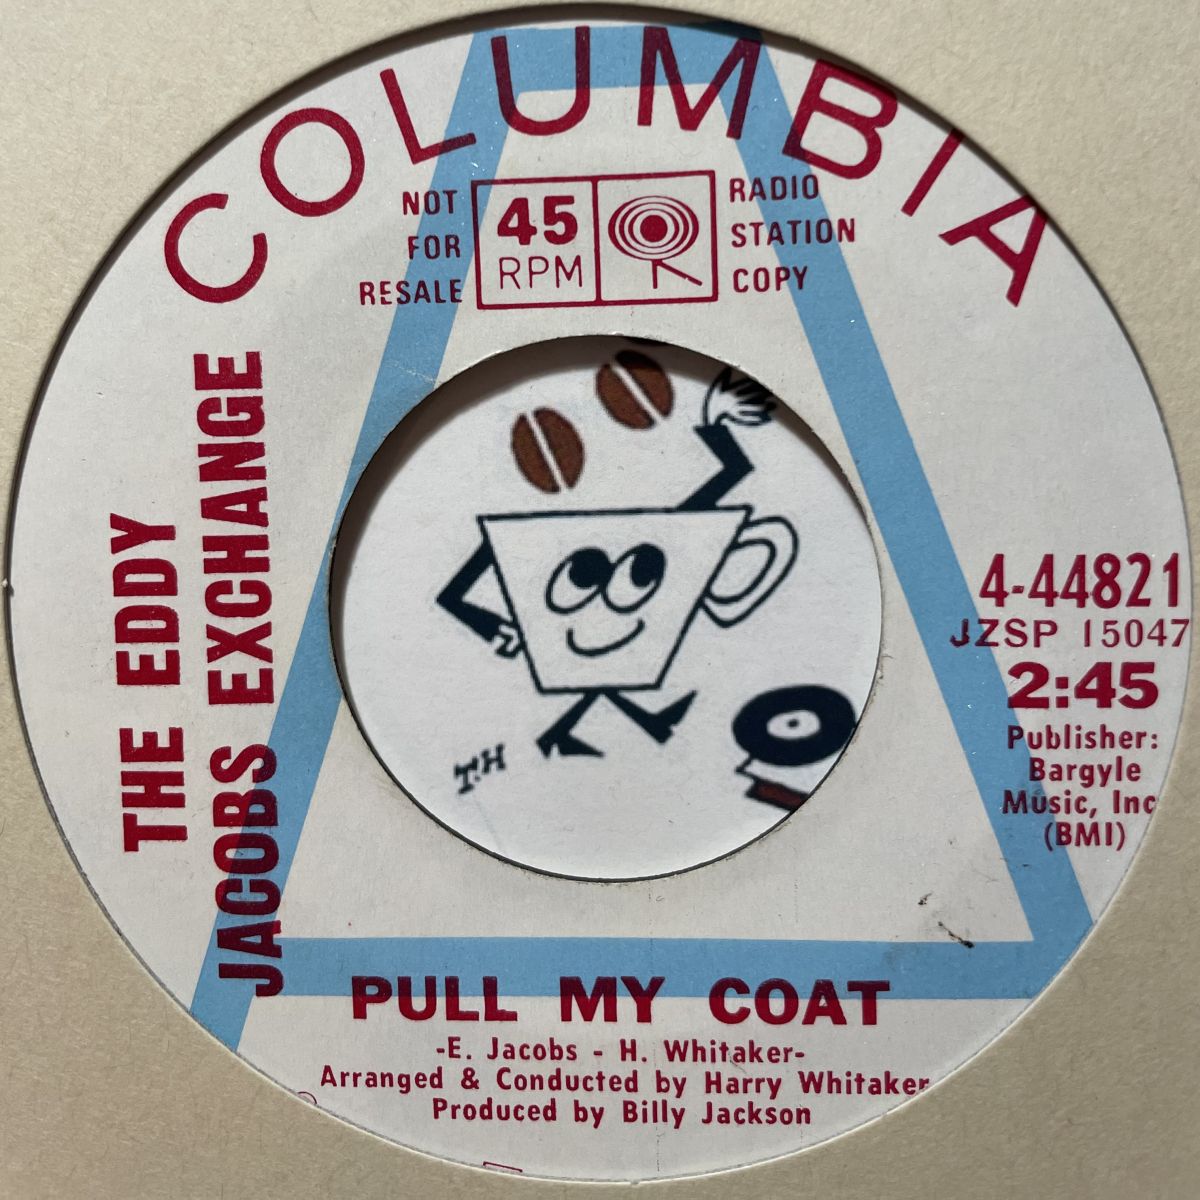 COLUMBIA
NOT
FOR
RESALE
45
RPM
RADIO
STATION
COPY
THE EDDY
JACOBS EXCHANGE
4-44821
JZSP 15047
2:45
Publisher:
Bargyle
Music, Inc
(BMI)
T.H
PULL MY COAT
-E. Jacobs - H. Whitaker-
Arranged & Conducted by Harry Whitaker
Produced by Billy Jackson